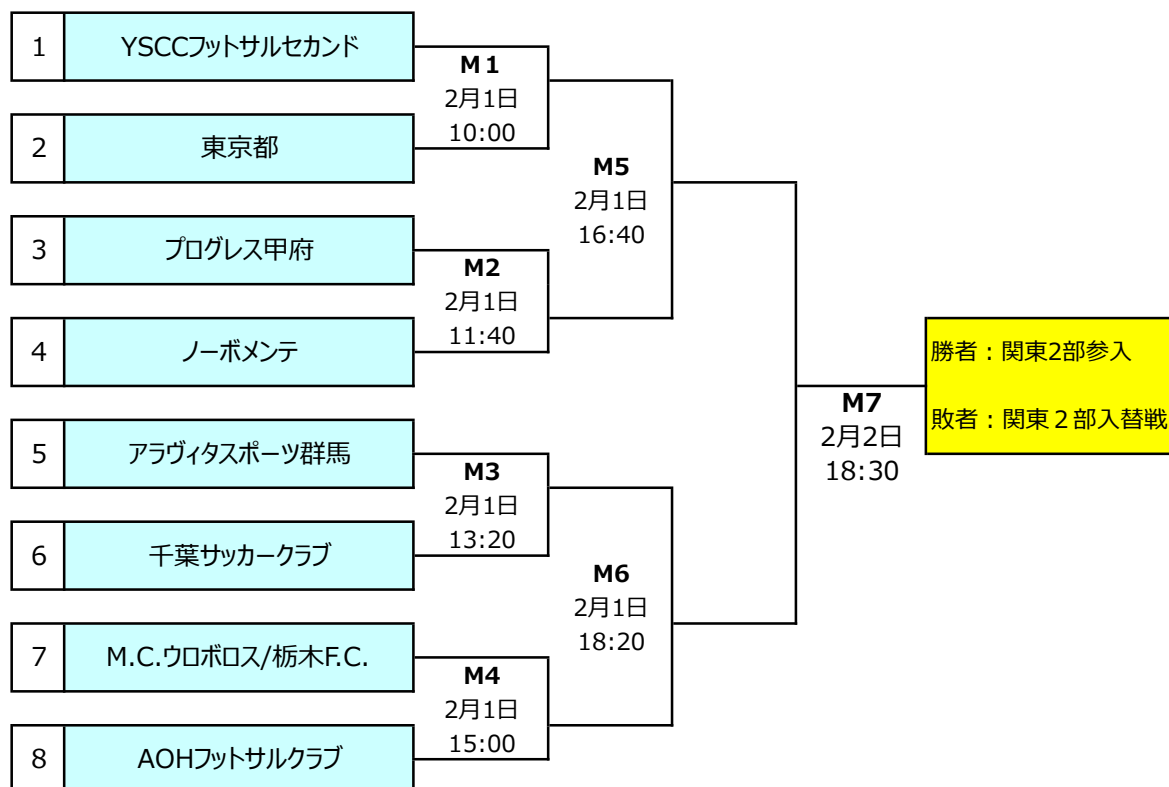 1
YSCCフットサルセカンド
M１
2月1日
10:00
2
東京都
M5
2月1日
16:40
3
プログレス甲府
M2
2月1日
11:40
4
ノーボメンテ
勝者：関東2部参入
敗者：関東２部入替戦
M7
2月2日
18:30
5
アラヴィタスポーツ群馬
M3
2月1日
13:20
6
千葉サッカークラブ
M6
2月1日
18:20
7
M.C.ウロボロス/栃木F.C.
M4
2月1日
15:00
8
AOHフットサルクラブ